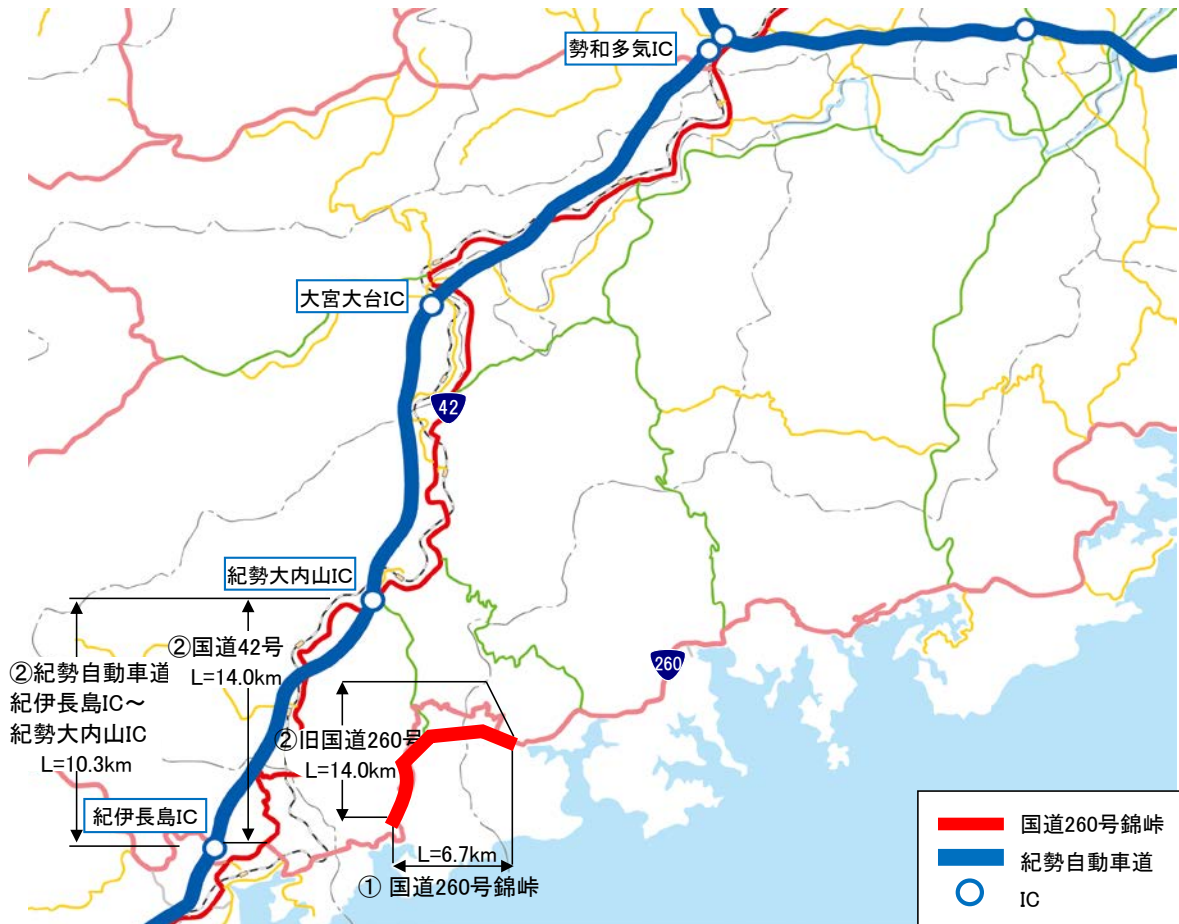 勢和多気IC
大宮大台IC
42
紀勢大内山IC
②国道42号
L=14.0km
②紀勢自動車道
紀伊長島IC～
紀勢大内山IC
L=10.3km
260
②旧国道260号
L=14.0km
紀伊長島IC
L=6.7km
① 国道260号錦峠
国道260号錦峠
紀勢自動車道
IC